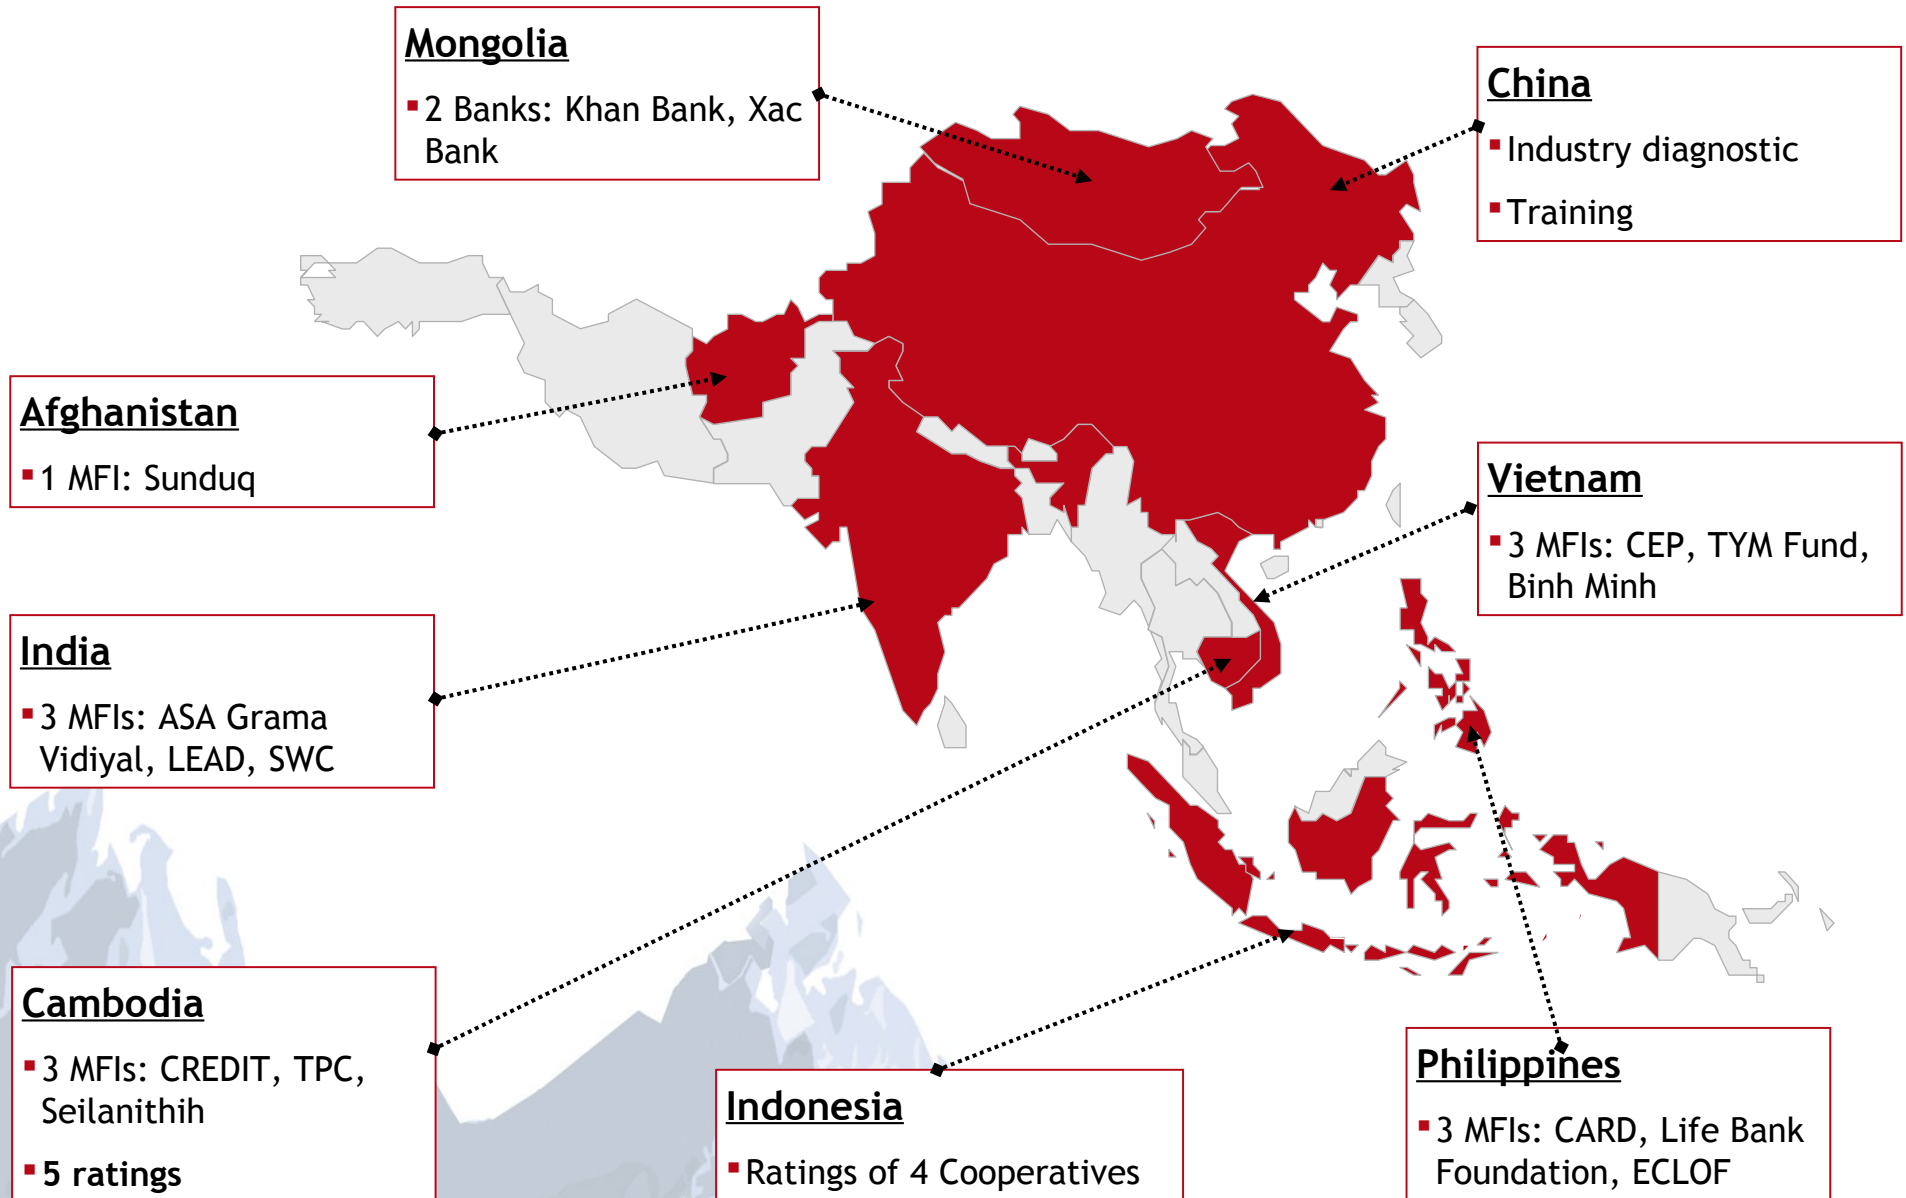 Mongolia
2 Banks: Khan Bank, Xac
Bank
China
Industry diagnostic
Training
Afghanistan
1 MFI: Sunduq
Vietnam
3 MFIs: CEP, TYM Fund,
Binh Minh
India
3 MFIs: ASA Grama
Vidiyal, LEAD, SWC
Cambodia
3 MFIs: CREDIT, TPC,
Seilanithih
5 ratings
Indonesia
Ratings of 4 Cooperatives
Philippines
3 MFIs: CARD, Life Bank
Foundation, ECLOF